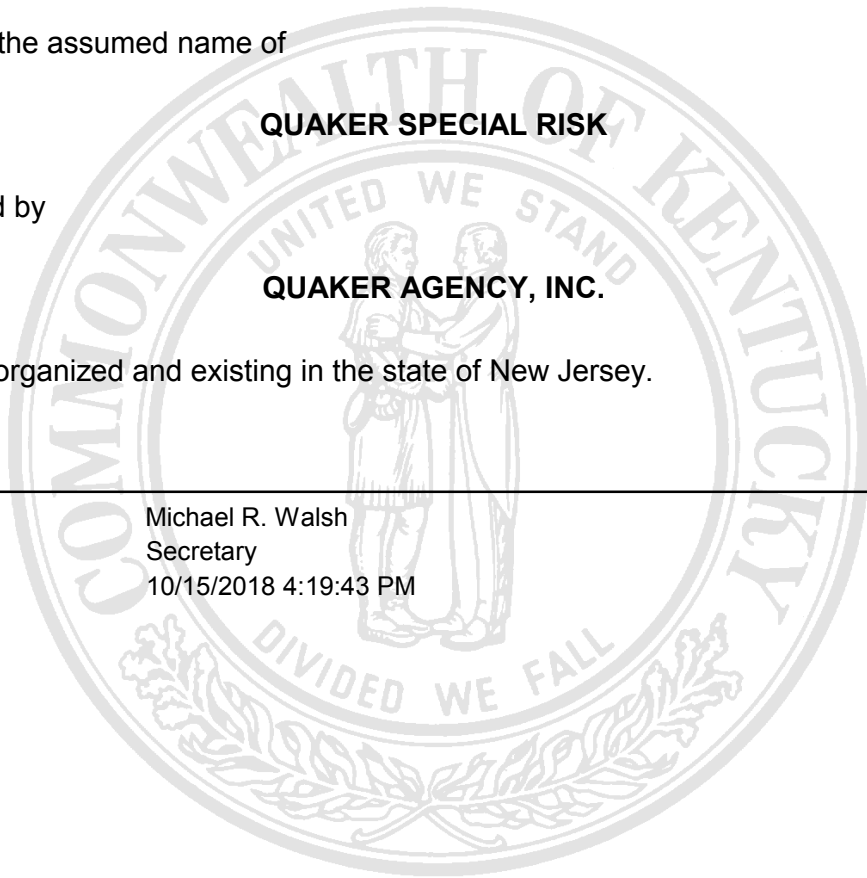 the assumed name of
QUAKER SPECIAL RISK
by
QUAKER AGENCY, INC.
organized and existing in the state of New Jersey.
Michael R. Walsh
Secretary
10/15/2018 4:19:43 PM
COMMONWEALTH OF KENTUCKY
UNITED WE STAND
DIVIDED WE FALL